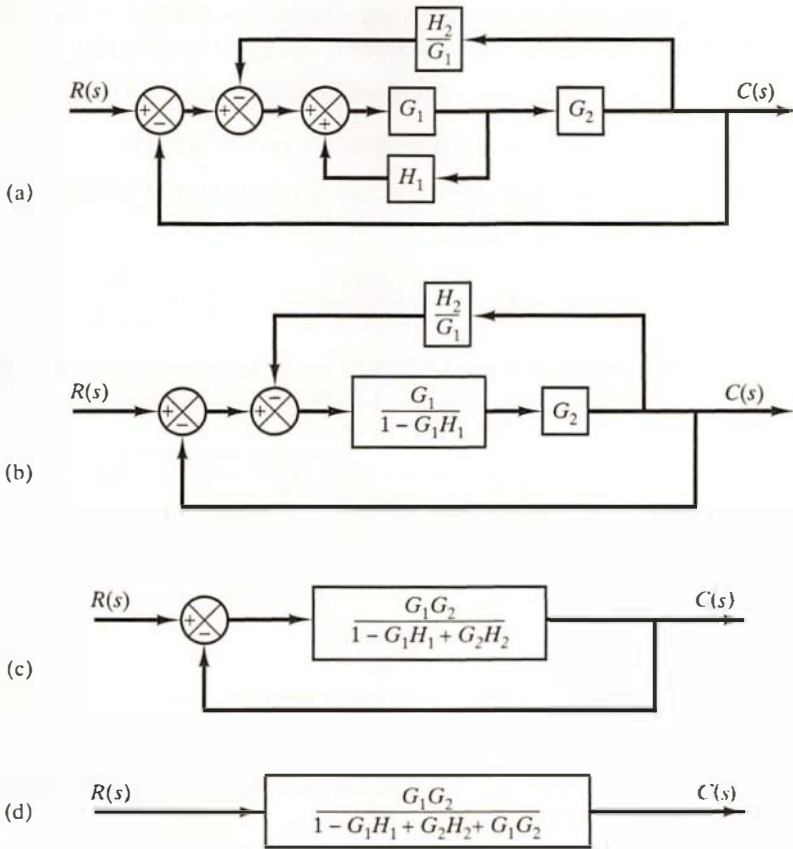 H₂
G₁
R(s)
+
−
+
−
+
+
G₁
G₂
C(s)
H₁
(a)
H₂
G₁
R(s)
+
−
+
−
G₁
1 − G₁H₁
G₂
C(s)
(b)
R(s)
+
−
G₁G₂
1 − G₁H₁ + G₂H₂
C(s)
(c)
R(s)
G₁G₂
1 − G₁H₁ + G₂H₂ + G₁G₂
C(s)
(d)